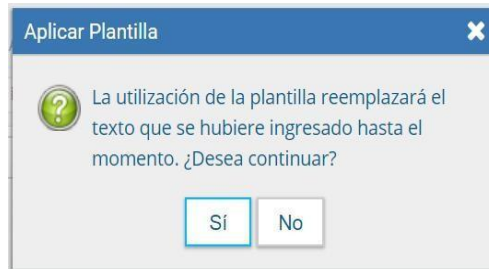 Aplicar Plantilla
La utilización de la plantilla reemplazará el
texto que se hubiere ingresado hasta el
momento. ¿Desea continuar?
Sí No